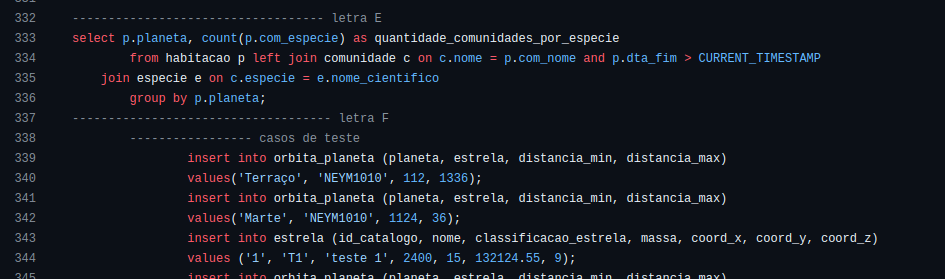 332 ----------------------------------- letra E
333 select p.planeta, count(p.com_especie) as quantidade_comunidades_por_especie
334 from habitacao p left join comunidade c on c.nome = p.com_nome and p.dta_fim > CURRENT_TIMESTAMP
335 join especie e on c.especie = e.nome_cientifico
336 group by p.planeta;
337 ------------------------------------ letra F
338 ----------------- casos de teste
339 insert into orbita_planeta (planeta, estrela, distancia_min, distancia_max)
340 values('Terraço', 'NEYM1010', 112, 1336);
341 insert into orbita_planeta (planeta, estrela, distancia_min, distancia_max)
342 values('Marte', 'NEYM1010', 1124, 36);
343 insert into estrela (id_catalogo, nome, classificacao_estrela, massa, coord_x, coord_y, coord_z)
344 values ('1', 'T1', 'teste 1', 2400, 15, 132124.55, 9);
345 insert into orbita_planeta (planeta, estrela, distancia_min, distancia_max)